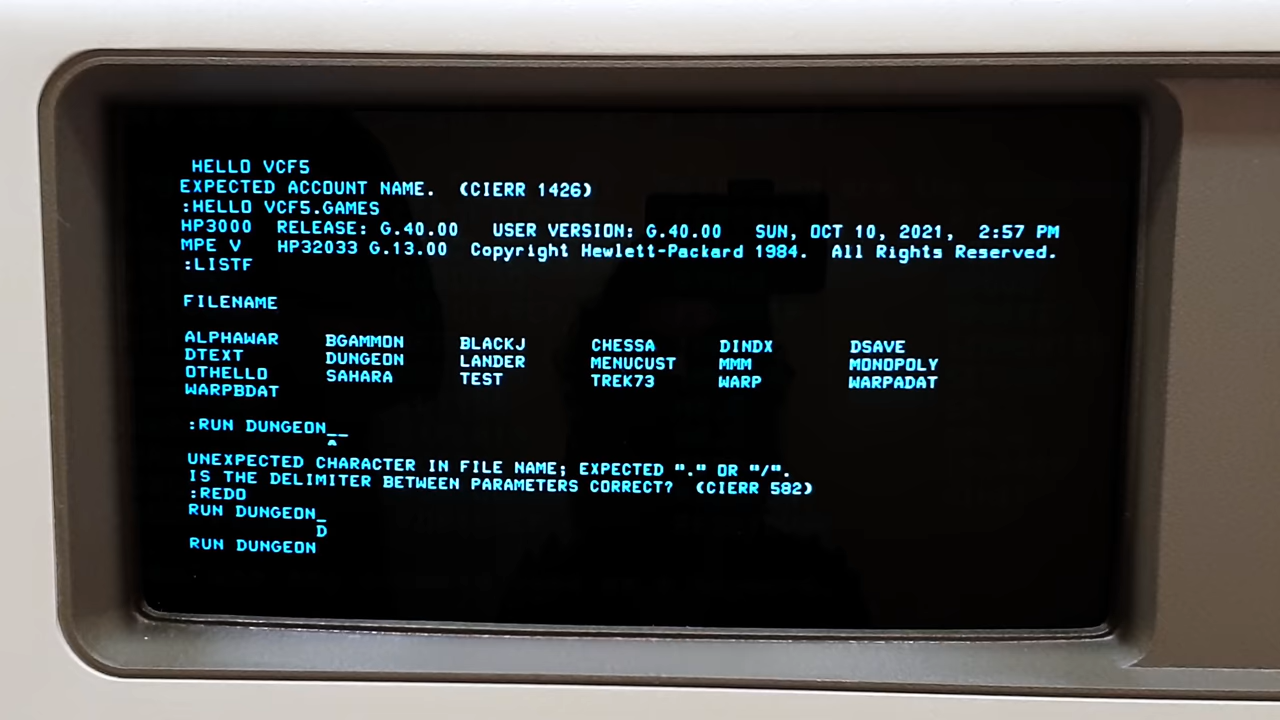 HELLO VCF5
EXPECTED ACCOUNT NAME.  (CIERR 1426)
:HELLO VCF5.GAMES
HP3000  RELEASE: G.40.00   USER VERSION: G.40.00   SUN, OCT 10, 2021,  2:57 PM
MPE V   HP32033 G.13.00  Copyright Hewlett-Packard 1984.  All Rights Reserved.
:LISTF
FILENAME
ALPHAWAR BGAMMON BLACKJ CHESSA DINDX DSAVE
DTEXT DUNGEON LANDER MENUCUST MMM MONOPOLY
OTHELLO SAHARA TEST TREK73 WARP WARPADAT
WARPBDAT
:RUN DUNGEON__
^
UNEXPECTED CHARACTER IN FILE NAME; EXPECTED "." OR "/".
IS THE DELIMITER BETWEEN PARAMETERS CORRECT?  (CIERR 582)
:REDO
RUN DUNGEON_
D
RUN DUNGEON